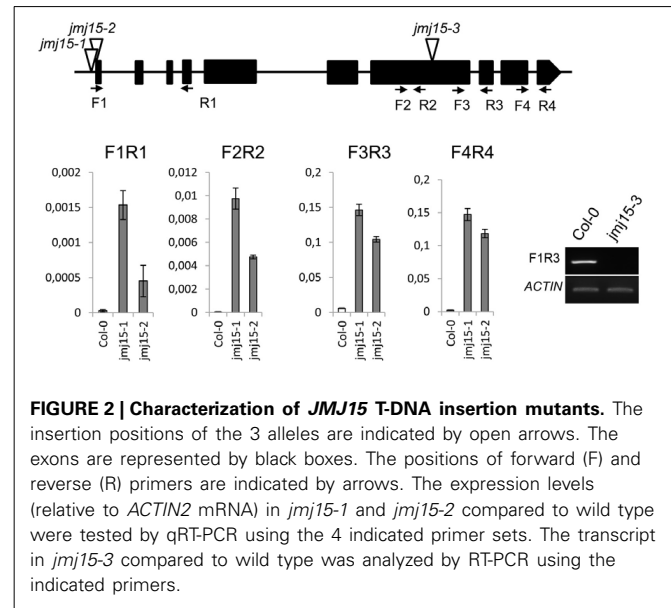 jmj15-2
jmj15-1
jmj15-3
F1 R1 F2 R2 F3 R3 F4 R4
F1R1 F2R2 F3R3 F4R4
0,002
0,0015
0,001
0,0005
0
Col-0
jmj15-1
jmj15-2
0,012
0,01
0,008
0,006
0,004
0,002
0
Col-0
jmj15-1
jmj15-2
0,2
0,15
0,1
0,05
0
Col-0
jmj15-1
jmj15-2
0,2
0,15
0,1
0,05
0
Col-0
jmj15-1
jmj15-2
Col-0 jmj15-3
F1R3
ACTIN
FIGURE 2 | Characterization of JMJ15 T-DNA insertion mutants. The
insertion positions of the 3 alleles are indicated by open arrows. The
exons are represented by black boxes. The positions of forward (F) and
reverse (R) primers are indicated by arrows. The expression levels
(relative to ACTIN2 mRNA) in jmj15-1 and jmj15-2 compared to wild type
were tested by qRT-PCR using the 4 indicated primer sets. The transcript
in jmj15-3 compared to wild type was analyzed by RT-PCR using the
indicated primers.